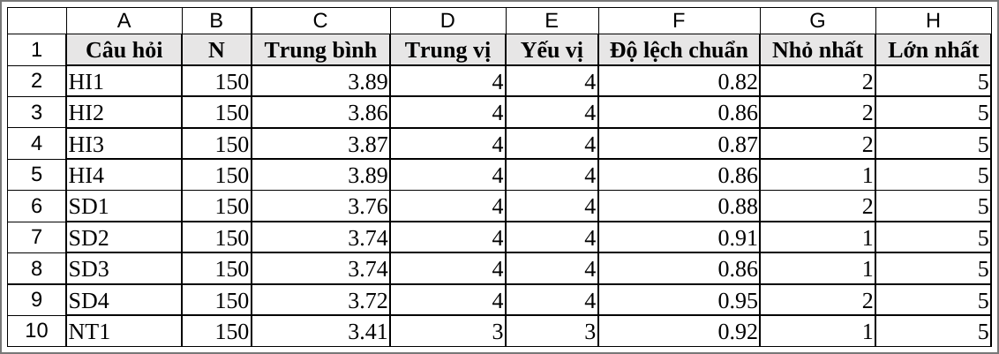 A B C D E F G H
1 Câu hỏi N Trung bình Trung vị Yếu vị Độ lệch chuẩn Nhỏ nhất Lớn nhất
2 HI1 150 3.89 4 4 0.82 2 5
3 HI2 150 3.86 4 4 0.86 2 5
4 HI3 150 3.87 4 4 0.87 2 5
5 HI4 150 3.89 4 4 0.86 1 5
6 SD1 150 3.76 4 4 0.88 2 5
7 SD2 150 3.74 4 4 0.91 1 5
8 SD3 150 3.74 4 4 0.86 1 5
9 SD4 150 3.72 4 4 0.95 2 5
10 NT1 150 3.41 3 3 0.92 1 5